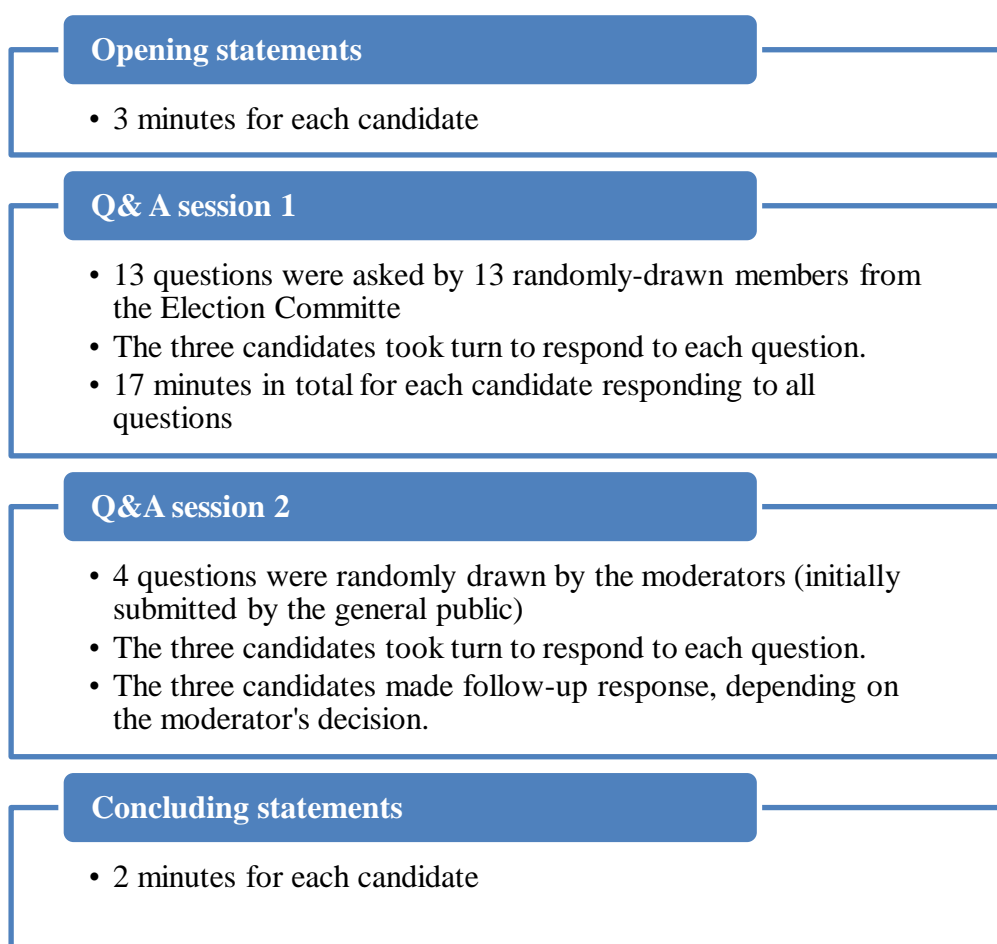 Opening statements
• 3 minutes for each candidate
Q& A session 1
• 13 questions were asked by 13 randomly-drawn members from
the Election Committe
• The three candidates took turn to respond to each question.
• 17 minutes in total for each candidate responding to all
questions
Q&A session 2
• 4 questions were randomly drawn by the moderators (initially
submitted by the general public)
• The three candidates took turn to respond to each question.
• The three candidates made follow-up response, depending on
the moderator's decision.
Concluding statements
• 2 minutes for each candidate